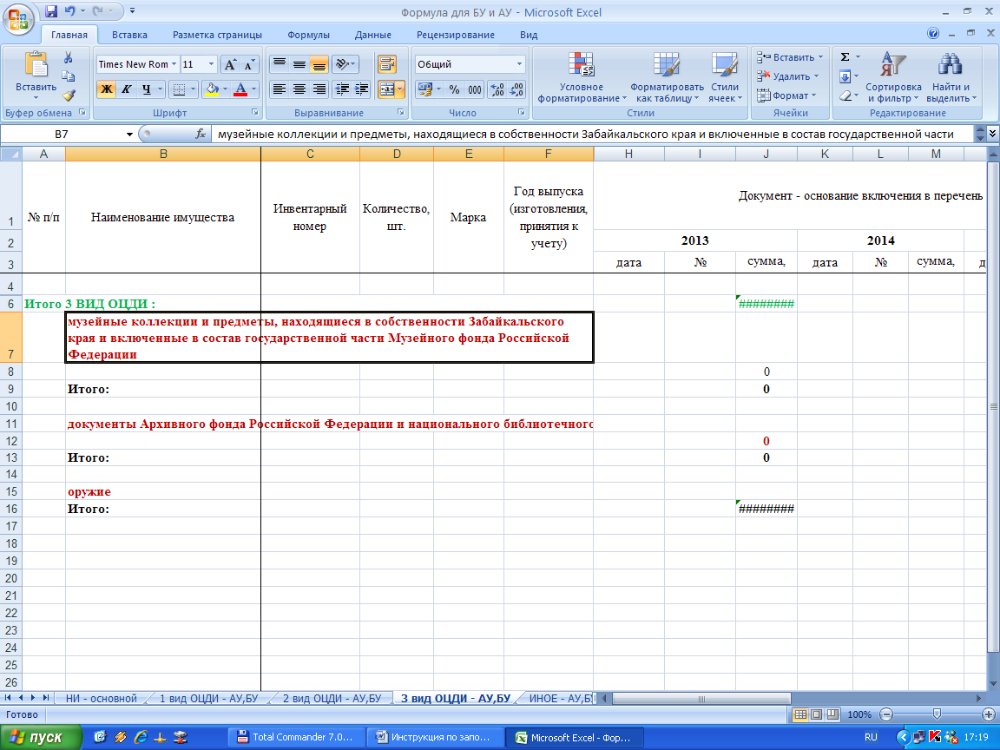 Формула для БУ и АУ - Microsoft Excel
Главная Вставка Разметка страницы Формулы Данные Рецензирование Вид
Вставить
Буфер обмена
Times New Rom 11
Ж К Ч
Шрифт
Выравнивание
Общий
% 000
Число
Условное форматирование
Форматировать как таблицу
Стили ячеек
Стили
Вставить
Удалить
Формат
Ячейки
Сортировка и фильтр
Найти и выделить
Редактирование
B7 fx музейные коллекции и предметы, находящиеся в собственности Забайкальского края и включенные в состав государственной части
A B C D E F H I J K L M
1 № п/п Наименование имущества Инвентарный номер Количество, шт. Марка Год выпуска (изготовления, принятия к учету) Документ - основание включения в перечень
2 2013 2014
3 дата № сумма, дата № сумма, д
4
6 Итого 3 ВИД ОЦДИ : ########
7 музейные коллекции и предметы, находящиеся в собственности Забайкальского
края и включенные в состав государственной части Музейного фонда Российской
Федерации
8 0
9 Итого: 0
10
11 документы Архивного фонда Российской Федерации и национального библиотечного
12 0
13 Итого: 0
14
15 оружие
16 Итого: ########
17
18
19
20
21
22
23
24
25
26
НИ - основной 1 вид ОЦДИ - АУ,БУ 2 вид ОЦДИ - АУ,БУ 3 вид ОЦДИ - АУ,БУ ИНОЕ - АУ,БУ
Готово 100%
пуск Total Commander 7.0... Инструкция по запо... Microsoft Excel - Фор... RU 17:19